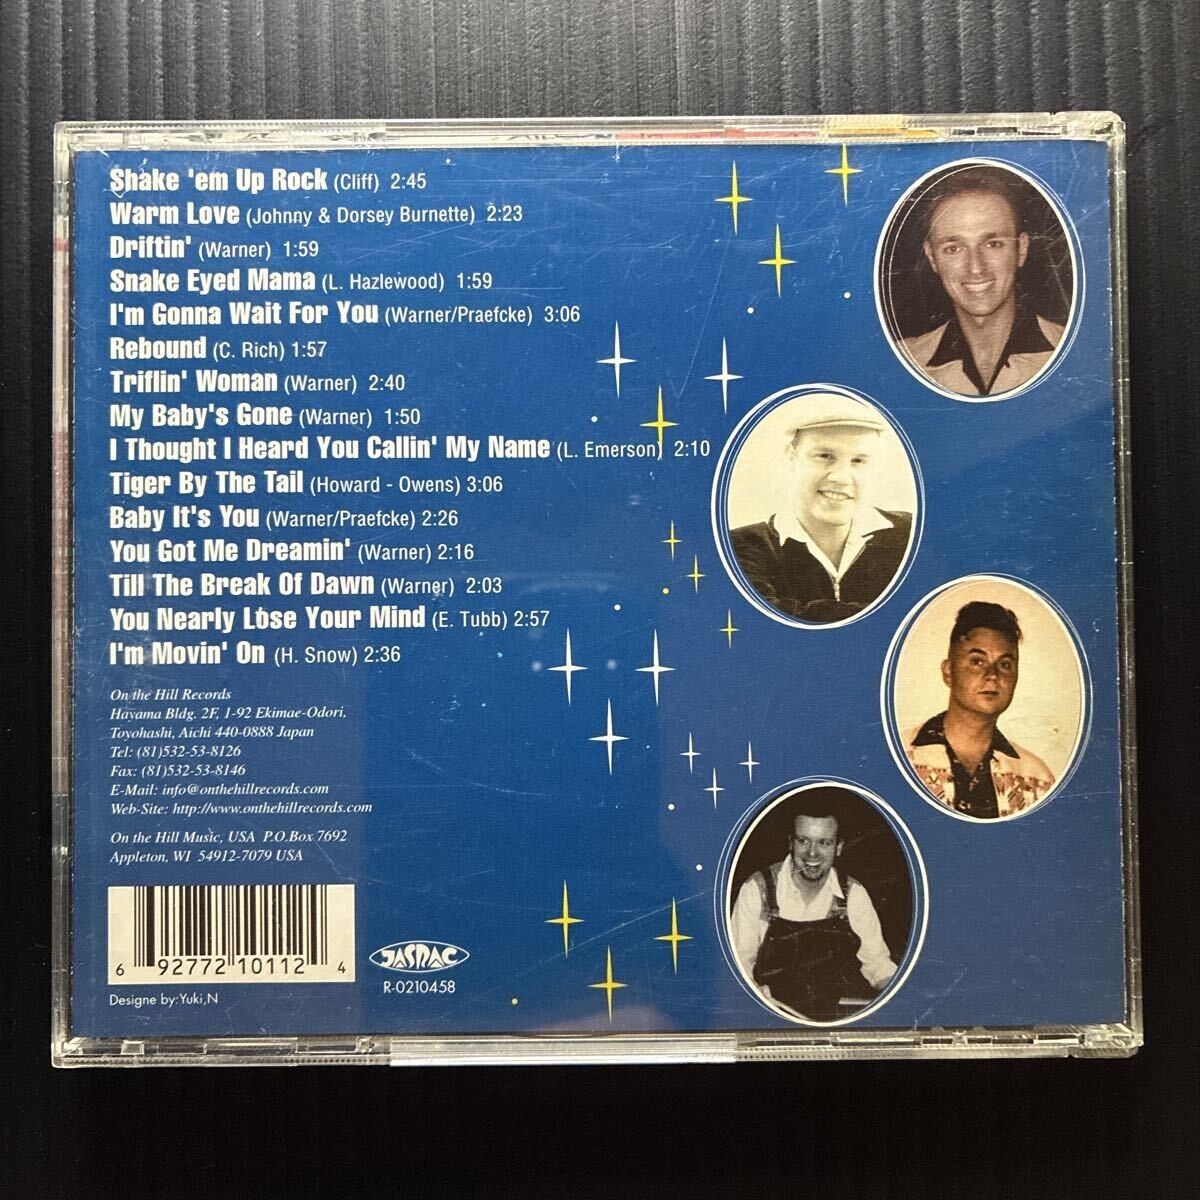 Shake 'em Up Rock (Cliff) 2:45
Warm Love (Johnny & Dorsey Burnette) 2:23
Driftin' (Warner) 1:59
Snake Eyed Mama (L. Hazlewood) 1:59
I'm Gonna Wait For You (Warner/Praefcke) 3:06
Rebound (C. Rich) 1:57
Triflin' Woman (Warner) 2:40
My Baby's Gone (Warner) 1:50
I Thought I Heard You Callin' My Name (L. Emerson) 2:10
Tiger By The Tail (Howard - Owens) 3:06
Baby It's You (Warner/Praefcke) 2:26
You Got Me Dreamin' (Warner) 2:16
Till The Break Of Dawn (Warner) 2:03
You Nearly Lose Your Mind (E. Tubb) 2:57
I'm Movin' On (H. Snow) 2:36
On the Hill Records
Hayama Bldg. 2F, 1-92 Ekimae-Odori,
Toyohashi, Aichi 440-0888 Japan
Tel: (81)532-53-8126
Fax: (81)532-53-8146
E-Mail: info@onthehillrecords.com
Web-Site: http://www.onthehillrecords.com
On the Hill Music, USA P.O.Box 7692
Appleton, WI 54912-7079 USA
6 92772 10112 4
JASRAC
R-0210458
Designe by:Yuki,N